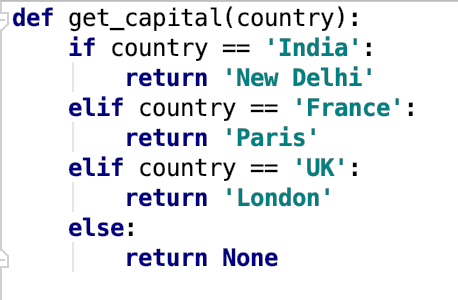 def get_capital(country):
    if country == 'India':
        return 'New Delhi'
    elif country == 'France':
        return 'Paris'
    elif country == 'UK':
        return 'London'
    else:
        return None